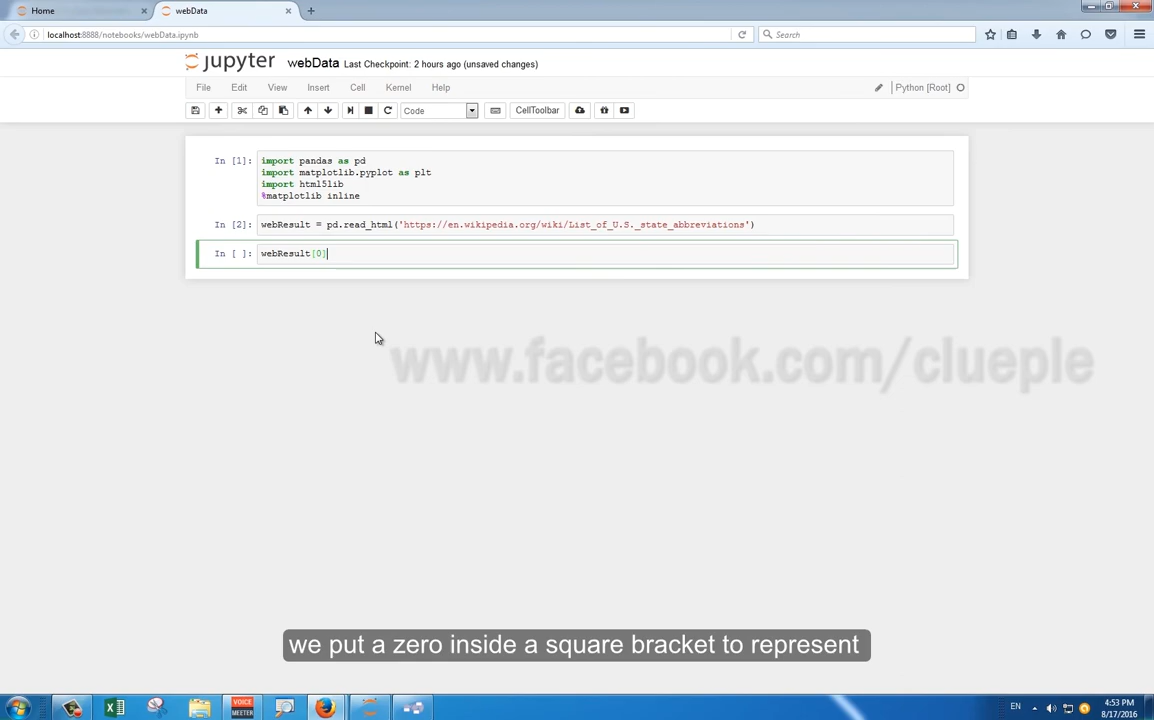 Home
webData
localhost:8888/notebooks/webData.ipynb
Search
jupyter webData Last Checkpoint: 2 hours ago (unsaved changes)
File Edit View Insert Cell Kernel Help
Python [Root]
Code
CellToolbar
In [1]: import pandas as pd
import matplotlib.pyplot as plt
import html5lib
%matplotlib inline
In [2]: webResult = pd.read_html('https://en.wikipedia.org/wiki/List_of_U.S._state_abbreviations')
In [ ]: webResult[0]
www.facebook.com/clueple
we put a zero inside a square bracket to represent
VOICE
MEETER
EN
4:53 PM
8/17/2016